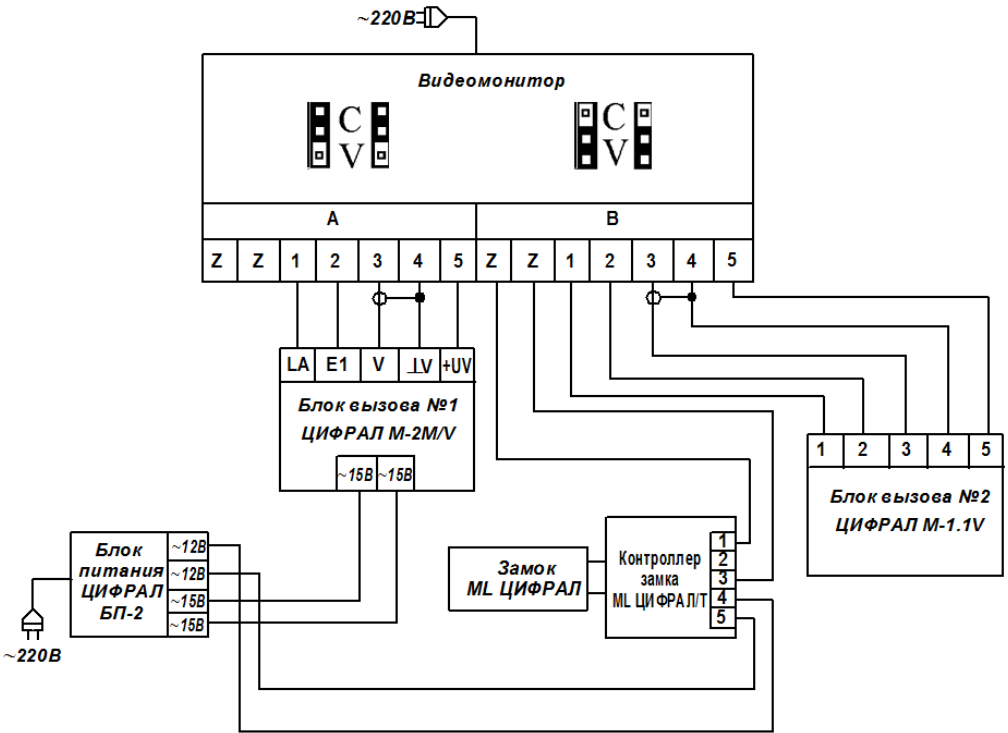 ~220В
Видеомонитор
C C
V V
A B
Z Z 1 2 3 4 5 Z Z 1 2 3 4 5
LA E1 V ⊥V +UV
Блок вызова №1
ЦИФРАЛ М-2М/V
~15В ~15В
1 2 3 4 5
Блок вызова №2
ЦИФРАЛ М-1.1V
Блок
питания
ЦИФРАЛ
БП-2
~12В
~12В
~15В
~15В
~220В
Замок
ML ЦИФРАЛ
Контроллер
замка
ML ЦИФРАЛ/Т
1
2
3
4
5